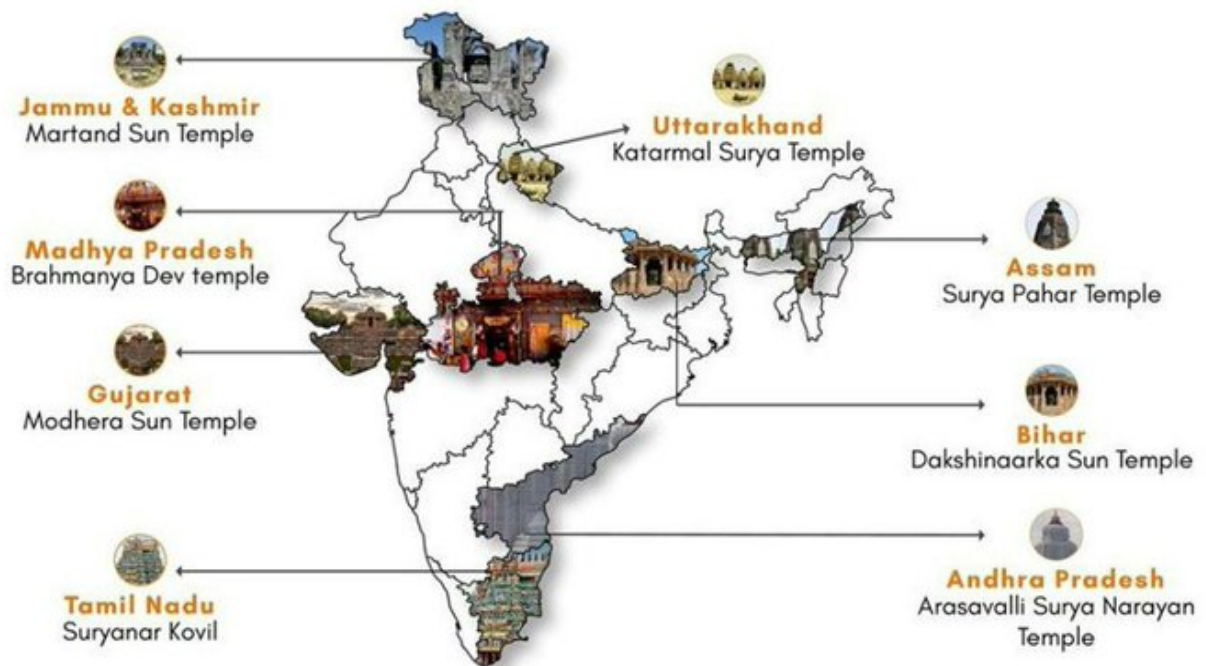 Jammu & Kashmir
Martand Sun Temple
Uttarakhand
Katarmal Surya Temple
Madhya Pradesh
Brahmanya Dev temple
Assam
Surya Pahar Temple
Gujarat
Modhera Sun Temple
Bihar
Dakshinaarka Sun Temple
Tamil Nadu
Suryanar Kovil
Andhra Pradesh
Arasavalli Surya Narayan
Temple